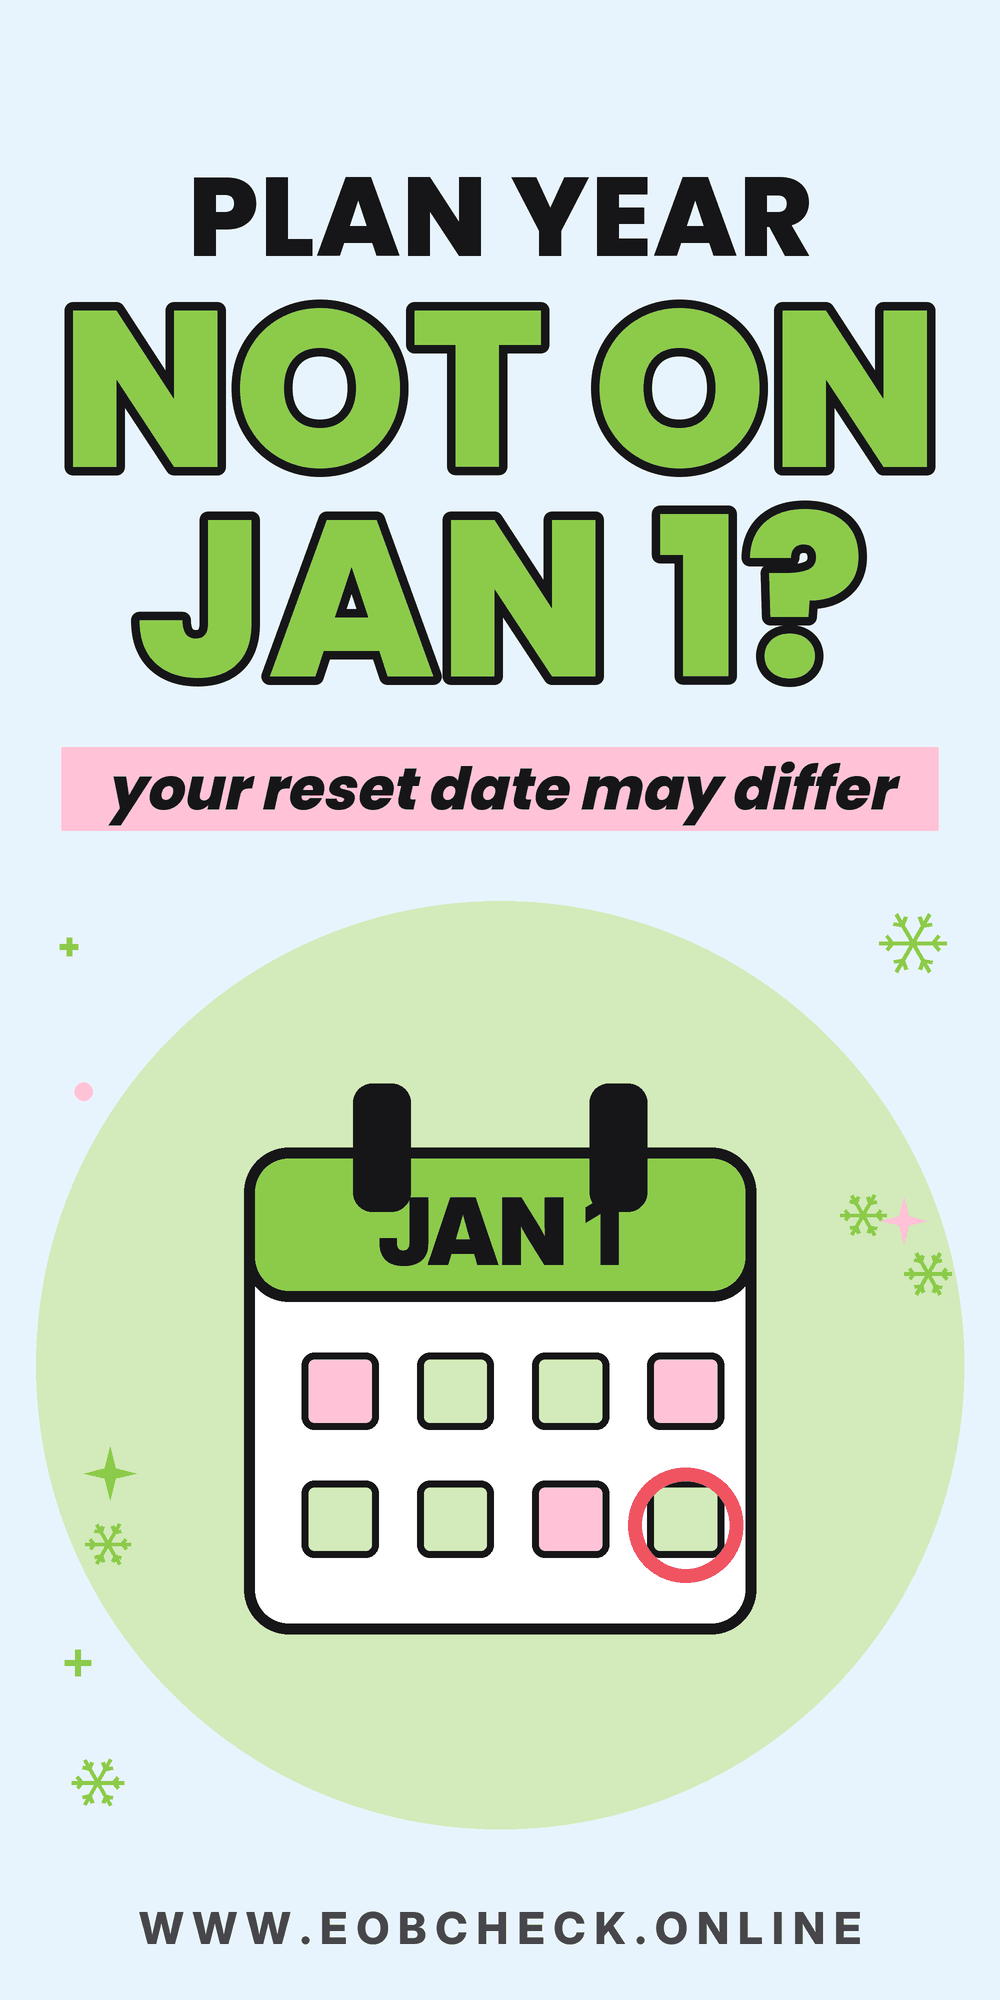 PLAN YEAR
NOT ON
JAN 1?
your reset date may differ
JAN 1
WWW.EOBCHECK.ONLINE